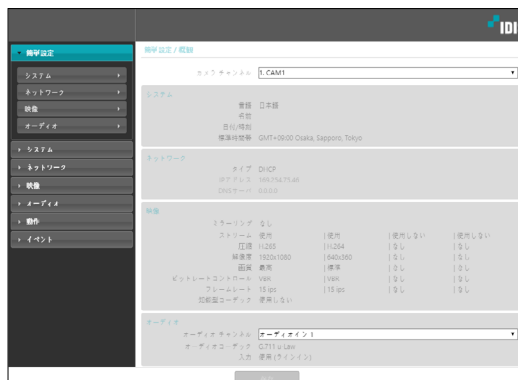 IDI
簡単設定
システム
ネットワーク
映像
オーディオ
システム
ネットワーク
映像
オーディオ
動作
イベント
簡単設定 / 概観
カメラ チャンネル 1. CAM1
システム
言語 日本語
名前
日付/時刻
標準時間帯 GMT+09:00 Osaka, Sapporo, Tokyo
ネットワーク
タイプ DHCP
IPアドレス
DNSサーバ 0.0.0.0
映像
ミラーリング なし
ストリーム 使用 | 使用 | 使用しない | 使用しない
圧縮 H.265 | H.264 | なし | なし
解像度 1920x1080 | 640x360 | なし | なし
画質 最高 | 標準 | なし | なし
ビットレートコントロール VBR | VBR | なし | なし
フレームレート 15 ips | 15 ips | なし | なし
知能型コーデック 使用しない
オーディオ
オーディオ チャンネル オーディオイン 1
オーディオコーデック G.711 u-Law
入力 使用 (ラインイン)